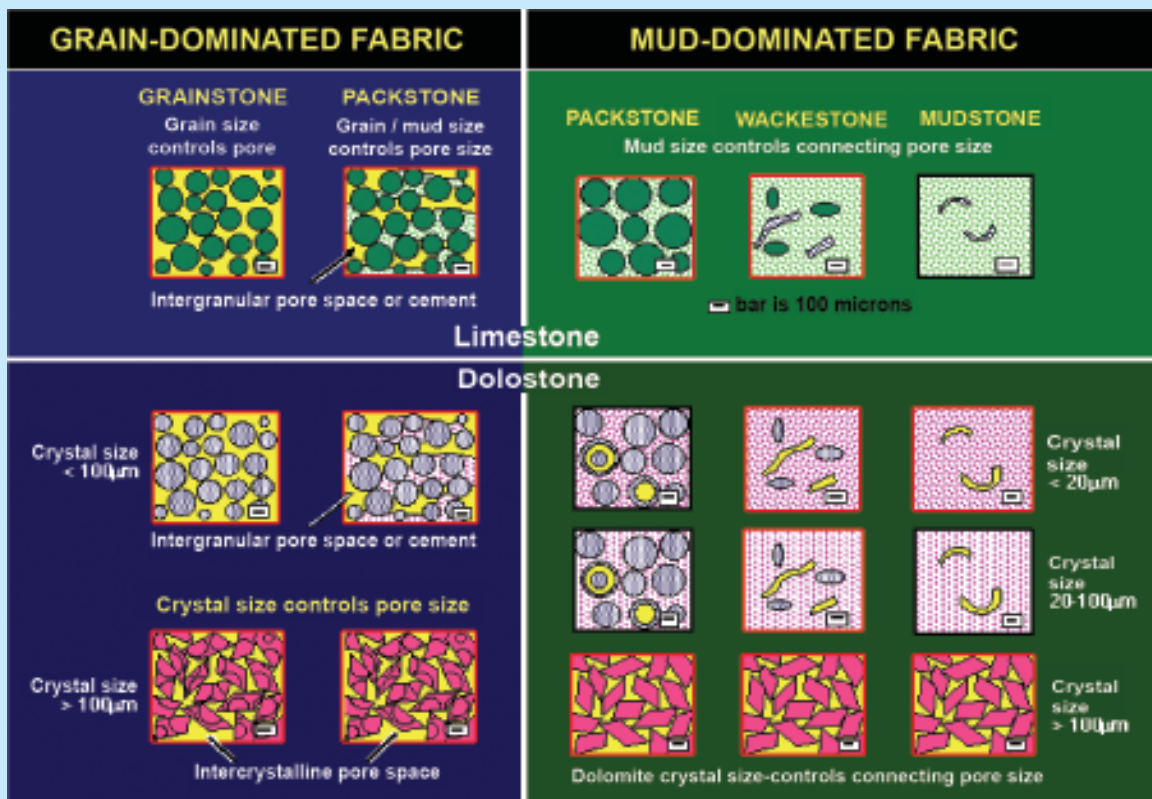 GRAIN-DOMINATED FABRIC
MUD-DOMINATED FABRIC
GRAINSTONE
Grain size
controls pore
PACKSTONE
Grain / mud size
controls pore size
Intergranular pore space or cement
PACKSTONE
WACKESTONE
MUDSTONE
Mud size controls connecting pore size
bar is 100 microns
Limestone
Dolostone
Crystal size
< 100µm
Intergranular pore space or cement
Crystal size controls pore size
Crystal size
> 100µm
Intercrystalline pore space
Crystal
size
< 20µm
Crystal
size
20-100µm
Crystal
size
> 100µm
Dolomite crystal size-controls connecting pore size